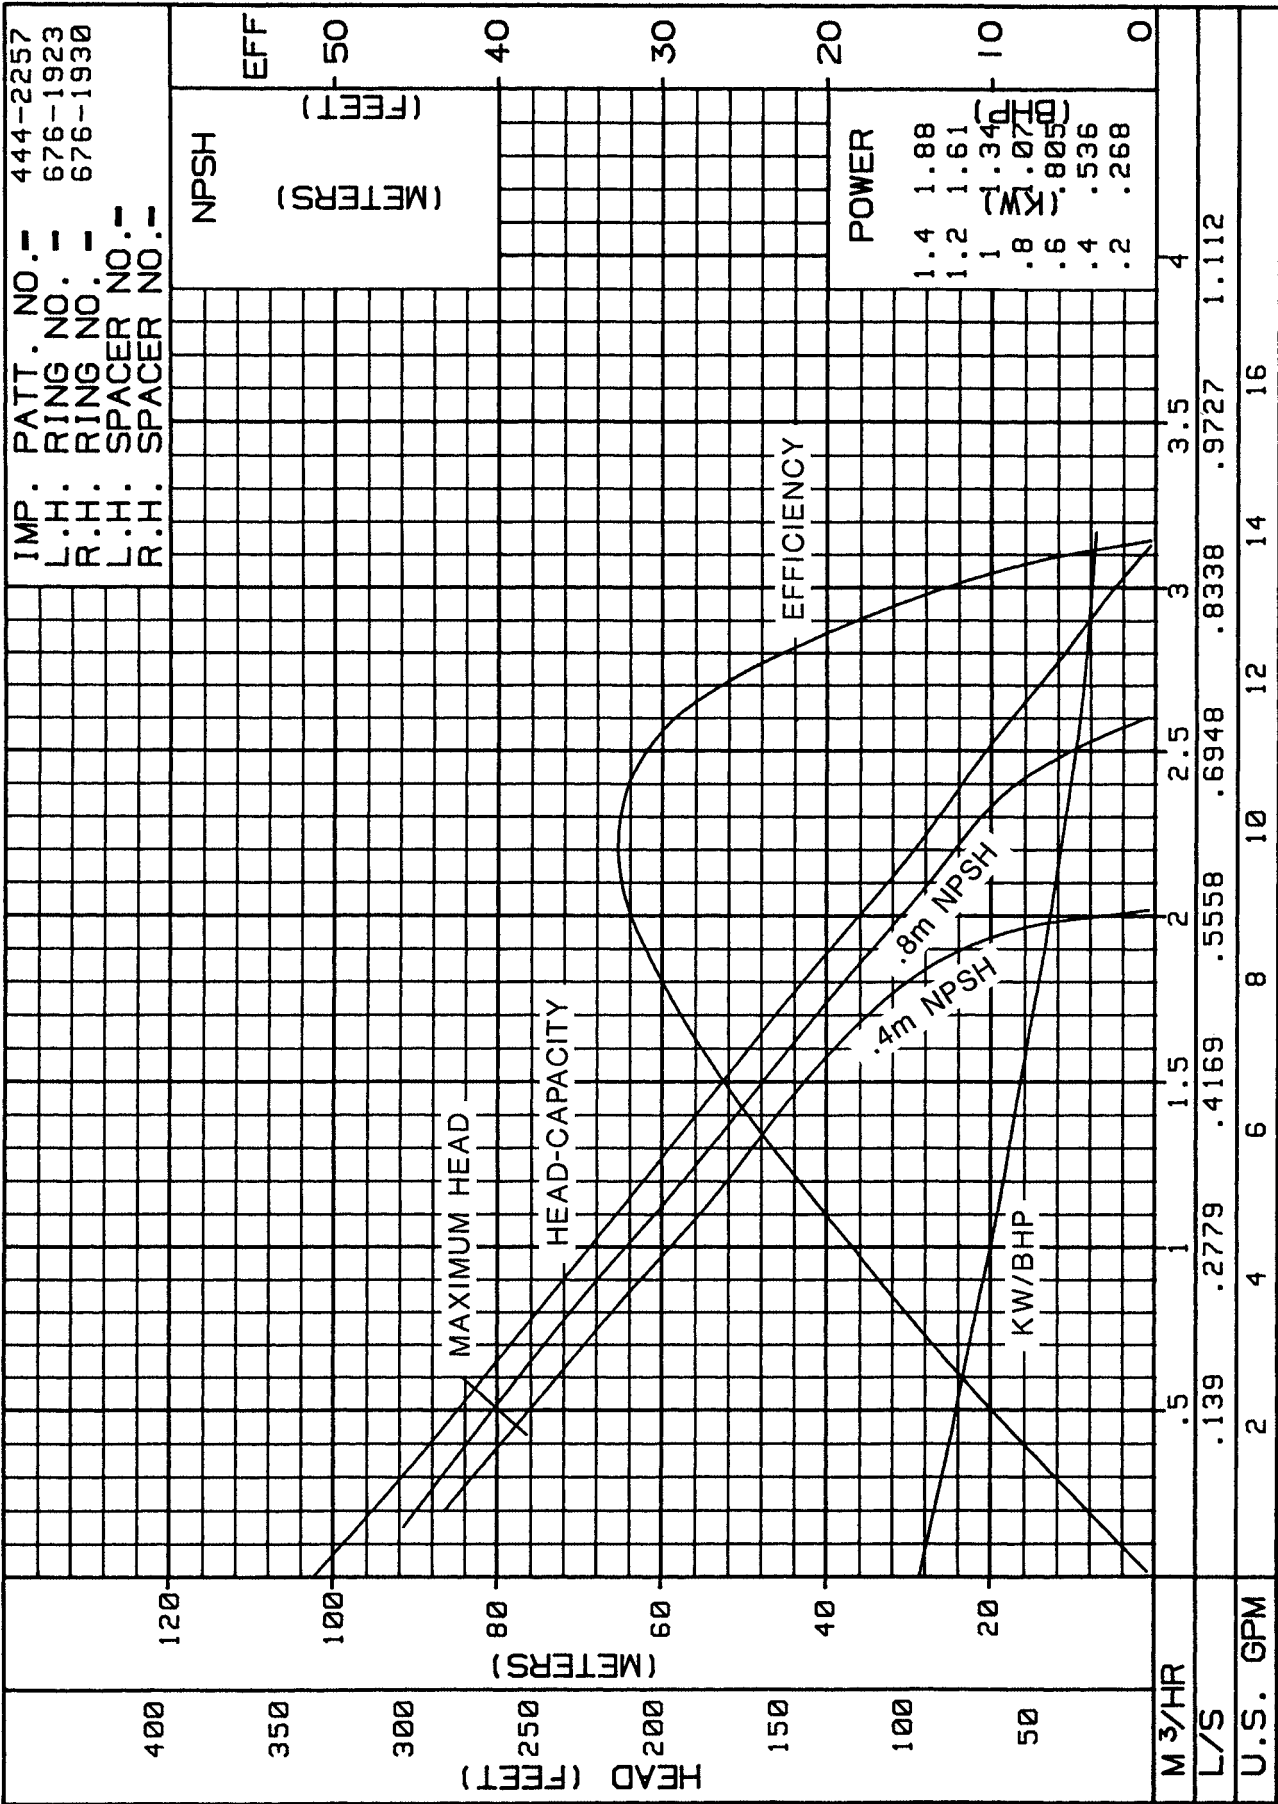 IMP. PATT. NO.- 444-2257
L.H. RING NO. - 676-1923
R.H. RING NO. - 676-1930
L.H. SPACER NO.-
R.H. SPACER NO.-
NPSH
(METERS)
(FEET)
EFF
50
40
30
20
10
0
POWER
(KW) (BHP)
1.4 1.88
1.2 1.61
1 1.34
.8 1.07
.6 .805
.4 .536
.2 .268
HEAD (FEET)
400
350
300
250
200
150
100
50
(METERS)
120
100
80
60
40
20
MAXIMUM HEAD
HEAD-CAPACITY
EFFICIENCY
.8m NPSH
.4m NPSH
KW/BHP
M 3/HR .5 1 1.5 2 2.5 3 3.5 4
L/S .139 .2779 .4169 .5558 .6948 .8338 .9727 1.112
U.S. GPM 2 4 6 8 10 12 14 16